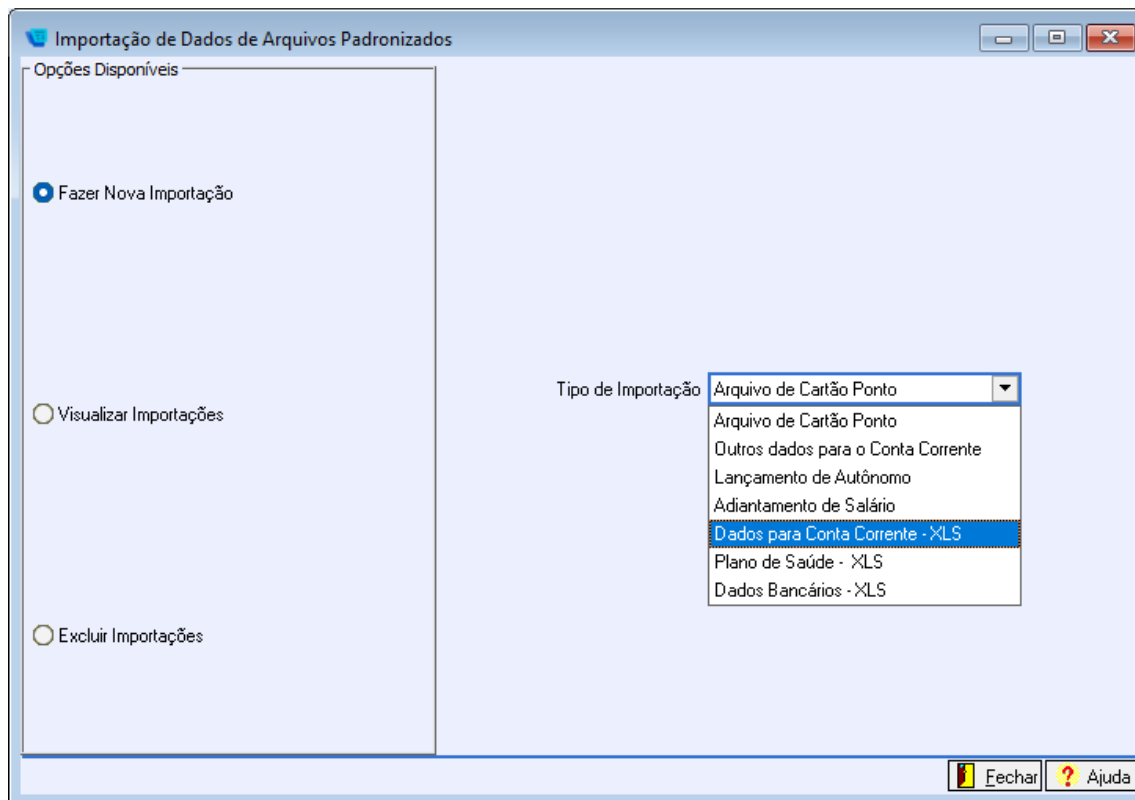 Importação de Dados de Arquivos Padronizados
Opções Disponíveis
Fazer Nova Importação
Visualizar Importações
Excluir Importações
Tipo de Importação Arquivo de Cartão Ponto
Arquivo de Cartão Ponto
Outros dados para o Conta Corrente
Lançamento de Autônomo
Adiantamento de Salário
Dados para Conta Corrente - XLS
Plano de Saúde - XLS
Dados Bancários - XLS
Fechar ? Ajuda